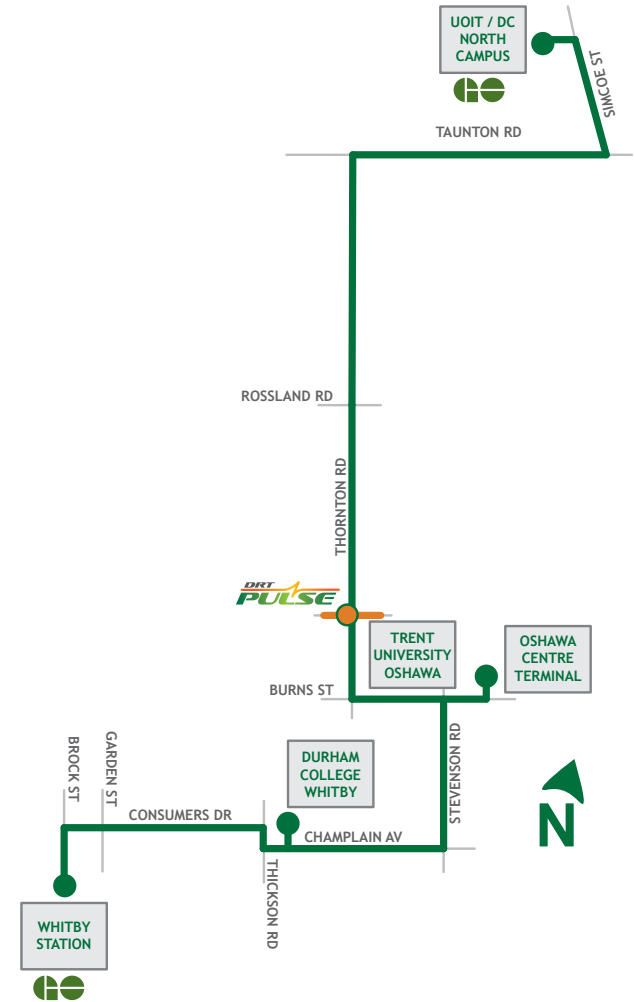 UOIT / DC
NORTH
CAMPUS
SIMCOE ST
GO
TAUNTON RD
ROSSLAND RD
THORNTON RD
DRT
PULSE
TRENT
UNIVERSITY
OSHAWA
OSHAWA
CENTRE
TERMINAL
BURNS ST
STEVENSON RD
DURHAM
COLLEGE
WHITBY
BROCK ST
GARDEN ST
CONSUMERS DR
CHAMPLAIN AV
N
THICKSON RD
WHITBY
STATION
GO